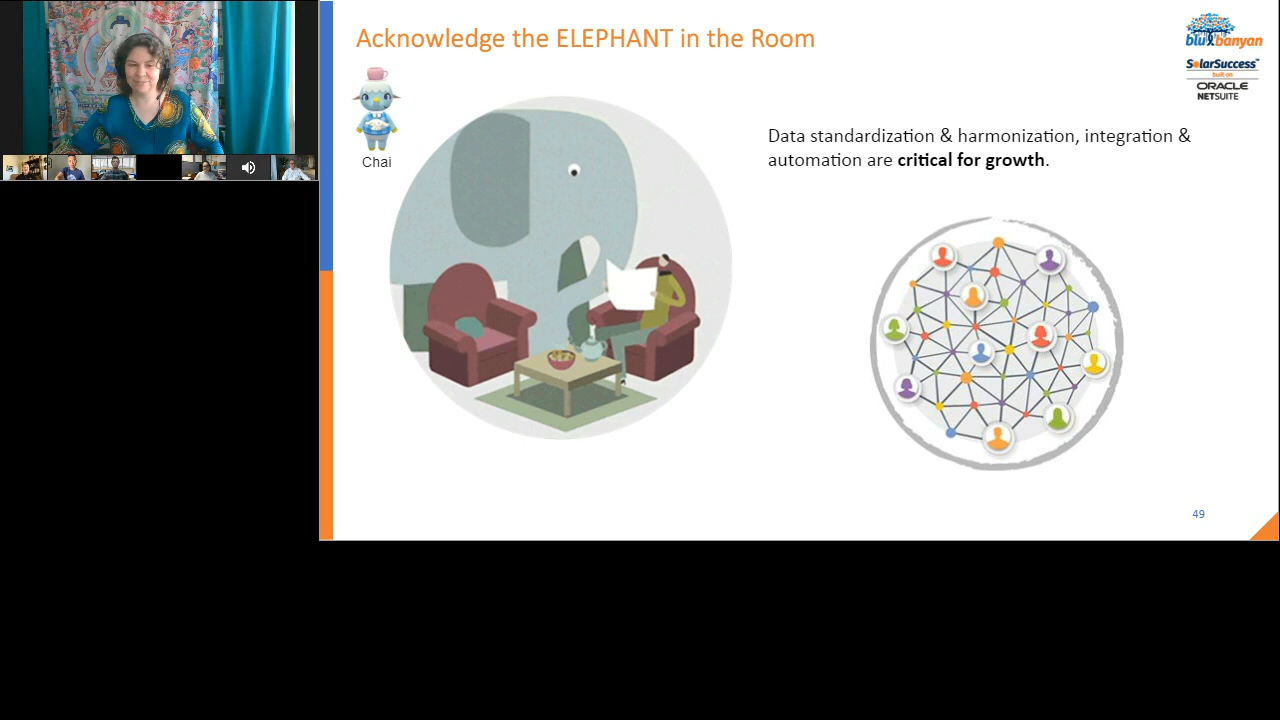 Acknowledge the ELEPHANT in the Room
blu banyan
SolarSuccess™
built on
ORACLE
NETSUITE
Chai
Data standardization & harmonization, integration &
automation are critical for growth.
49